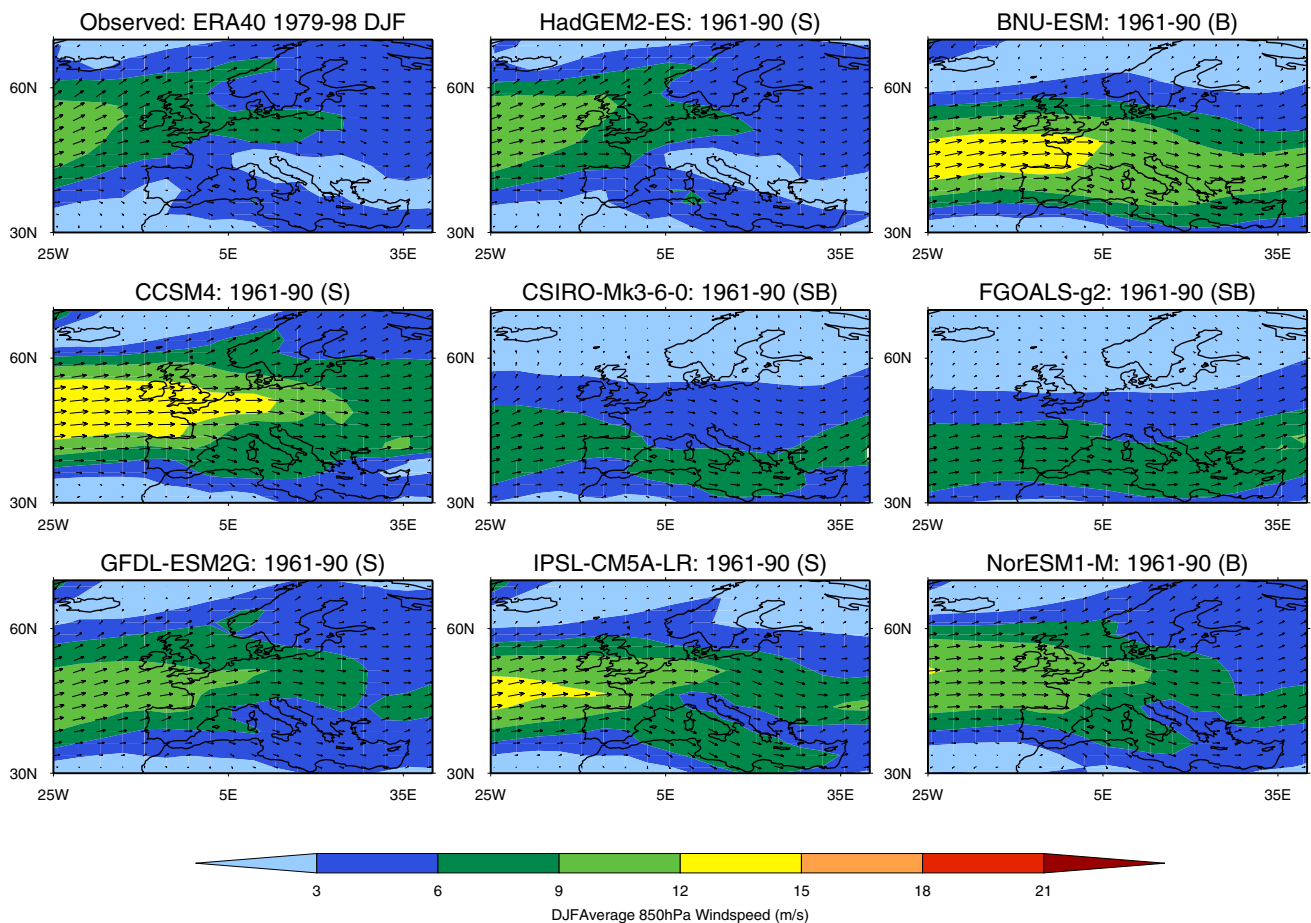 Observed: ERA40 1979-98 DJF
HadGEM2-ES: 1961-90 (S)
BNU-ESM: 1961-90 (B)
60N
60N
60N
30N
30N
30N
25W 5E 35E
25W 5E 35E
25W 5E 35E
CCSM4: 1961-90 (S)
CSIRO-Mk3-6-0: 1961-90 (SB)
FGOALS-g2: 1961-90 (SB)
60N
60N
60N
30N
30N
30N
25W 5E 35E
25W 5E 35E
25W 5E 35E
GFDL-ESM2G: 1961-90 (S)
IPSL-CM5A-LR: 1961-90 (S)
NorESM1-M: 1961-90 (B)
60N
60N
60N
30N
30N
30N
25W 5E 35E
25W 5E 35E
25W 5E 35E
3 6 9 12 15 18 21
DJFAverage 850hPa Windspeed (m/s)